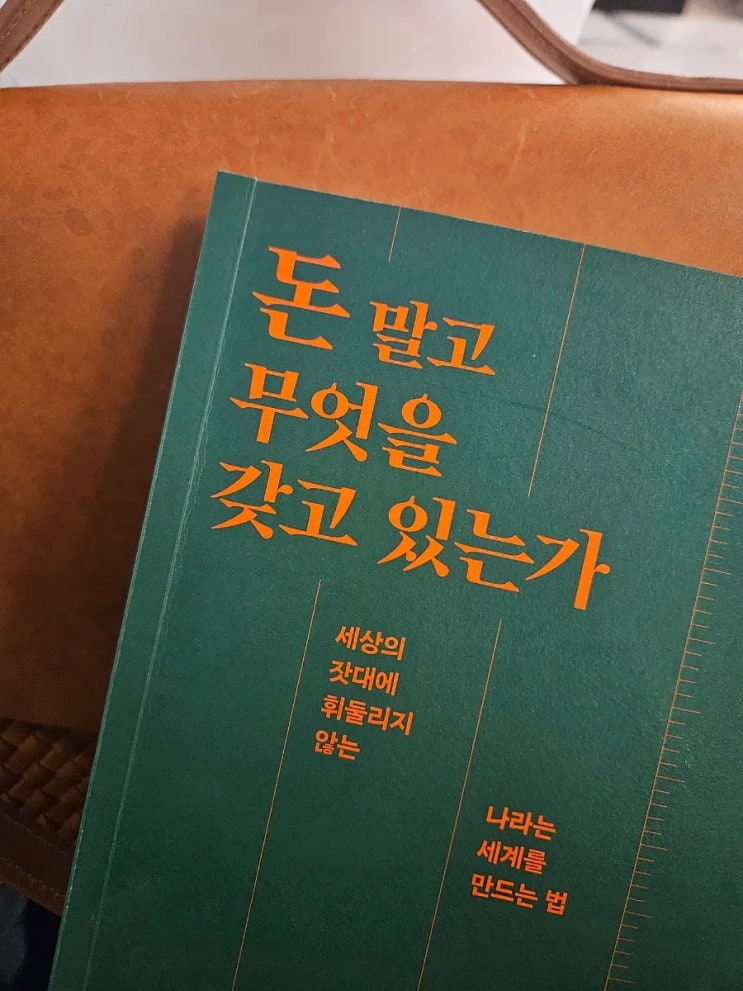 돈 말고
무엇을
갖고 있는가
세상의
잣대에
휘둘리지
않는
나라는
세계를
만드는 법